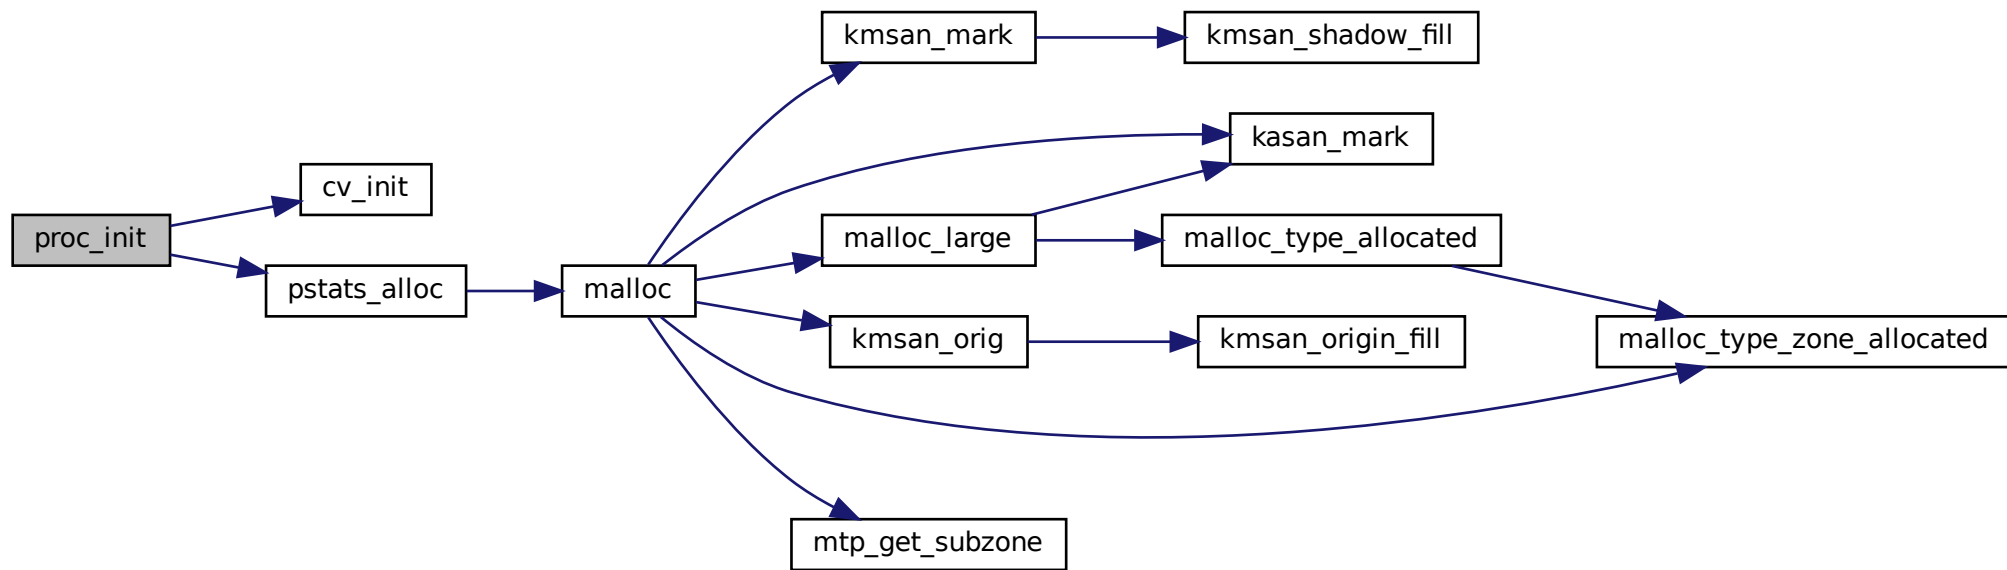 kmsan_mark
kmsan_shadow_fill
kasan_mark
cv_init
proc_init
malloc_large
malloc_type_allocated
pstats_alloc
malloc
kmsan_orig
kmsan_origin_fill
malloc_type_zone_allocated
mtp_get_subzone